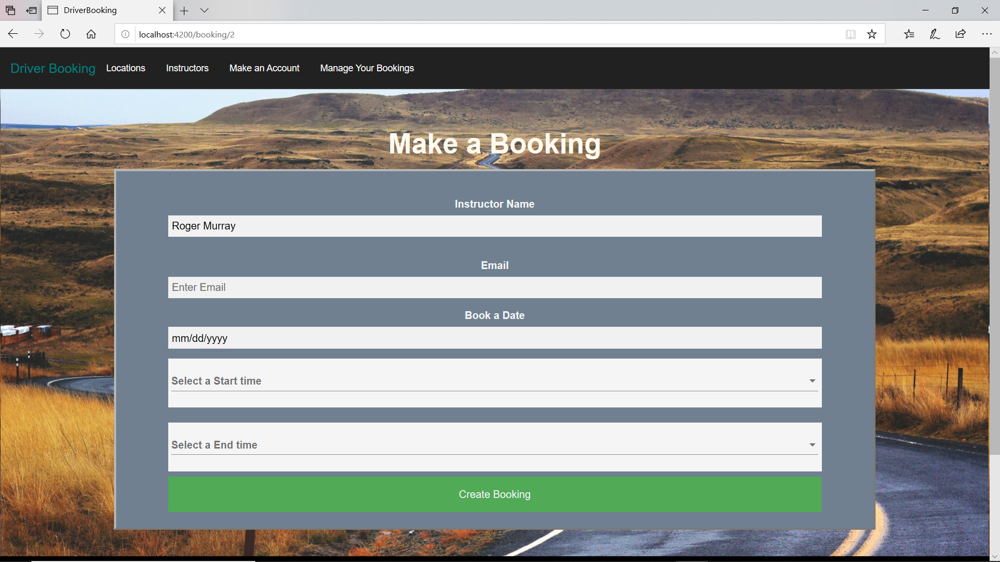 DriverBooking
localhost:4200/booking/2
Driver Booking Locations Instructors Make an Account Manage Your Bookings
Make a Booking
Instructor Name
Roger Murray
Email
Enter Email
Book a Date
mm/dd/yyyy
Select a Start time
Select a End time
Create Booking